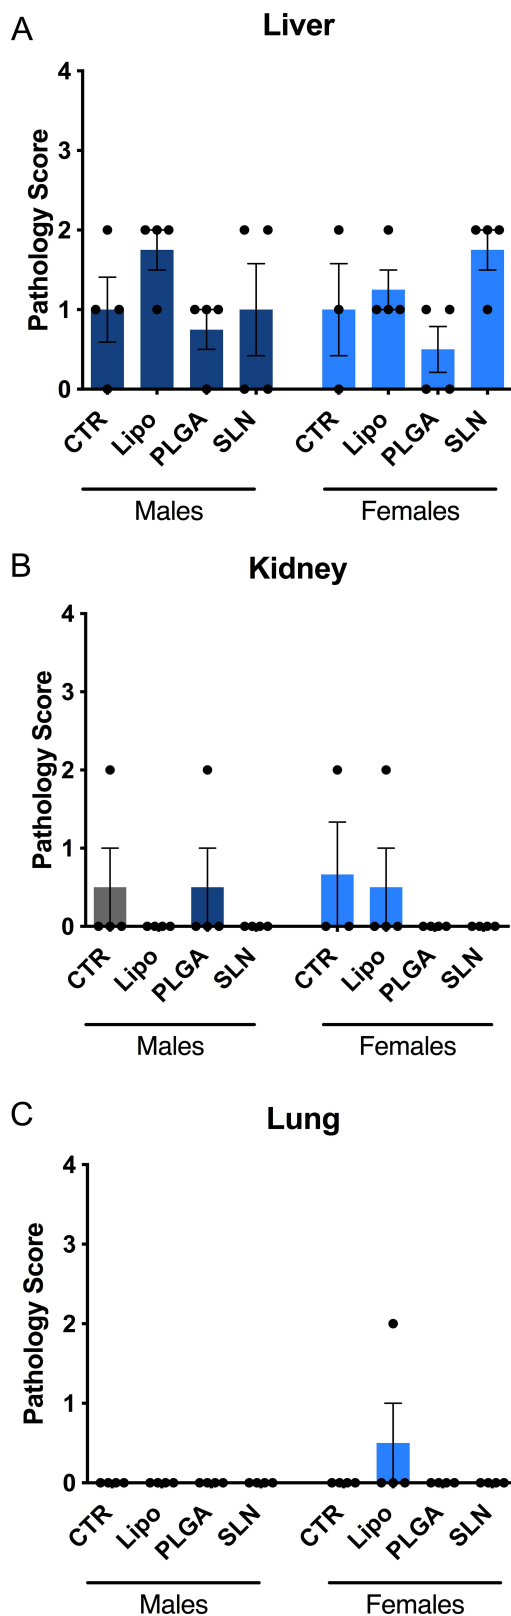 A
Liver
Pathology Score
4
3
2
1
0
CTR Lipo PLGA SLN CTR Lipo PLGA SLN
Males Females
B
Kidney
Pathology Score
4
3
2
1
0
CTR Lipo PLGA SLN CTR Lipo PLGA SLN
Males Females
C
Lung
Pathology Score
4
3
2
1
0
CTR Lipo PLGA SLN CTR Lipo PLGA SLN
Males Females